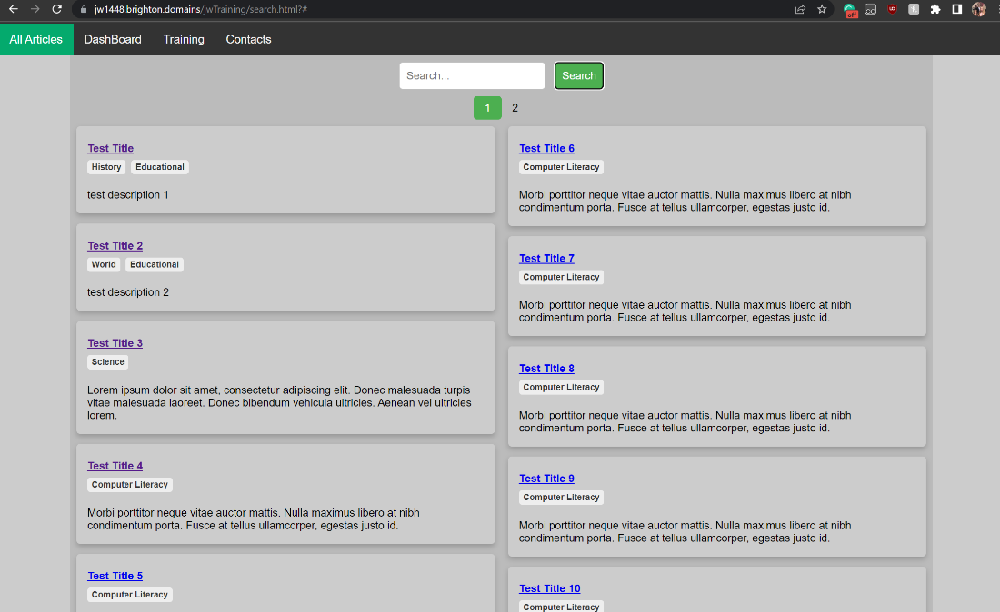 jw1448.brighton.domains/jwTraining/search.html?#
off
All Articles
DashBoard
Training
Contacts
Search...
Search
1
2
Test Title
History
Educational
test description 1
Test TItle 2
World
Educational
test description 2
Test TItle 3
Science
Lorem ipsum dolor sit amet, consectetur adipiscing elit. Donec malesuada turpis
vitae malesuada laoreet. Donec bibendum vehicula ultricies. Aenean vel ultricies
lorem.
Test TItle 4
Computer Literacy
Morbi porttitor neque vitae auctor mattis. Nulla maximus libero at nibh
condimentum porta. Fusce at tellus ullamcorper, egestas justo id.
Test TItle 5
Computer Literacy
Test TItle 6
Computer Literacy
Morbi porttitor neque vitae auctor mattis. Nulla maximus libero at nibh
condimentum porta. Fusce at tellus ullamcorper, egestas justo id.
Test TItle 7
Computer Literacy
Morbi porttitor neque vitae auctor mattis. Nulla maximus libero at nibh
condimentum porta. Fusce at tellus ullamcorper, egestas justo id.
Test TItle 8
Computer Literacy
Morbi porttitor neque vitae auctor mattis. Nulla maximus libero at nibh
condimentum porta. Fusce at tellus ullamcorper, egestas justo id.
Test TItle 9
Computer Literacy
Morbi porttitor neque vitae auctor mattis. Nulla maximus libero at nibh
condimentum porta. Fusce at tellus ullamcorper, egestas justo id.
Test TItle 10
Computer Literacy